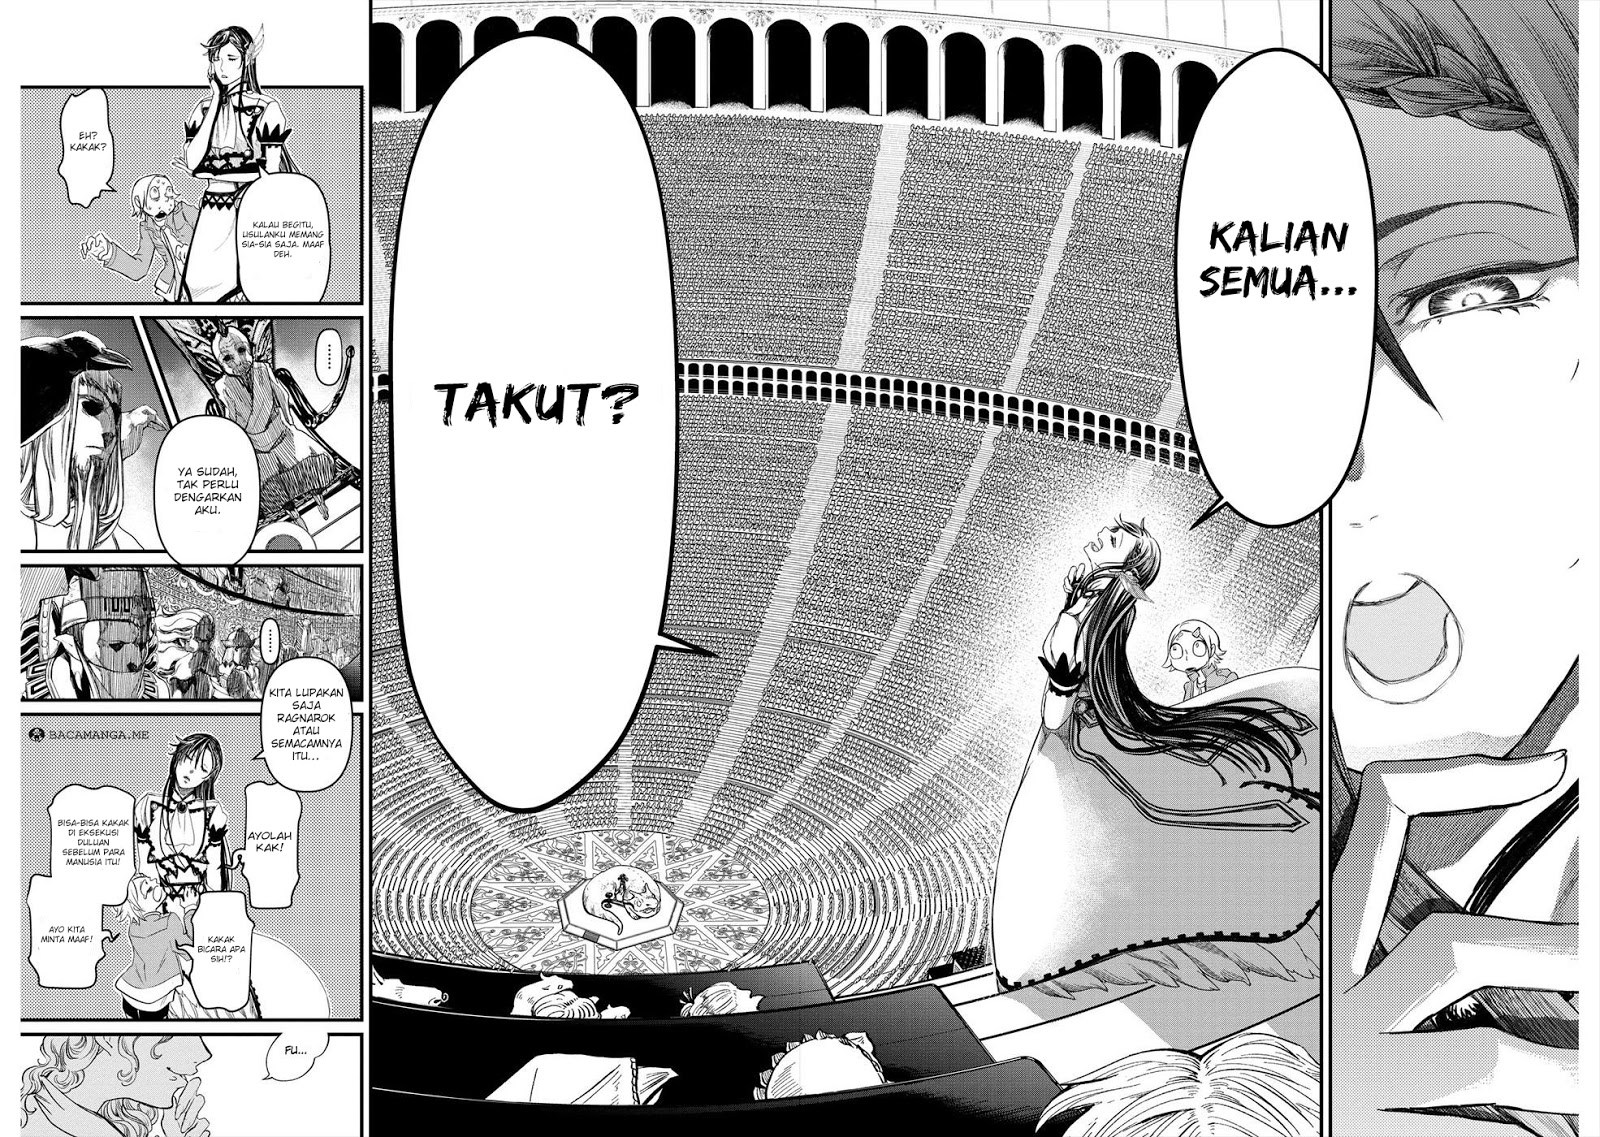 KALIAN
SEMUA...
TAKUT?
EH?
KAKAK?
KALAU BEGITU,
USULANKU MEMANG
SIA-SIA SAJA. MAAF
DEH.
........
YA SUDAH,
TAK PERLU
DENGARKAN
AKU.
........
KITA LUPAKAN
SAJA
RAGNAROK
ATAU
SEMACAMNYA
ITU...
BACAMANGA.ME
AYOLAH
KAK!
BISA-BISA KAKAK
DI EKSEKUSI
DULUAN
SEBELUM PARA
MANUSIA ITU!
KAKAK
BICARA APA
SIH!?
AYO KITA
MINTA MAAF!
FU...